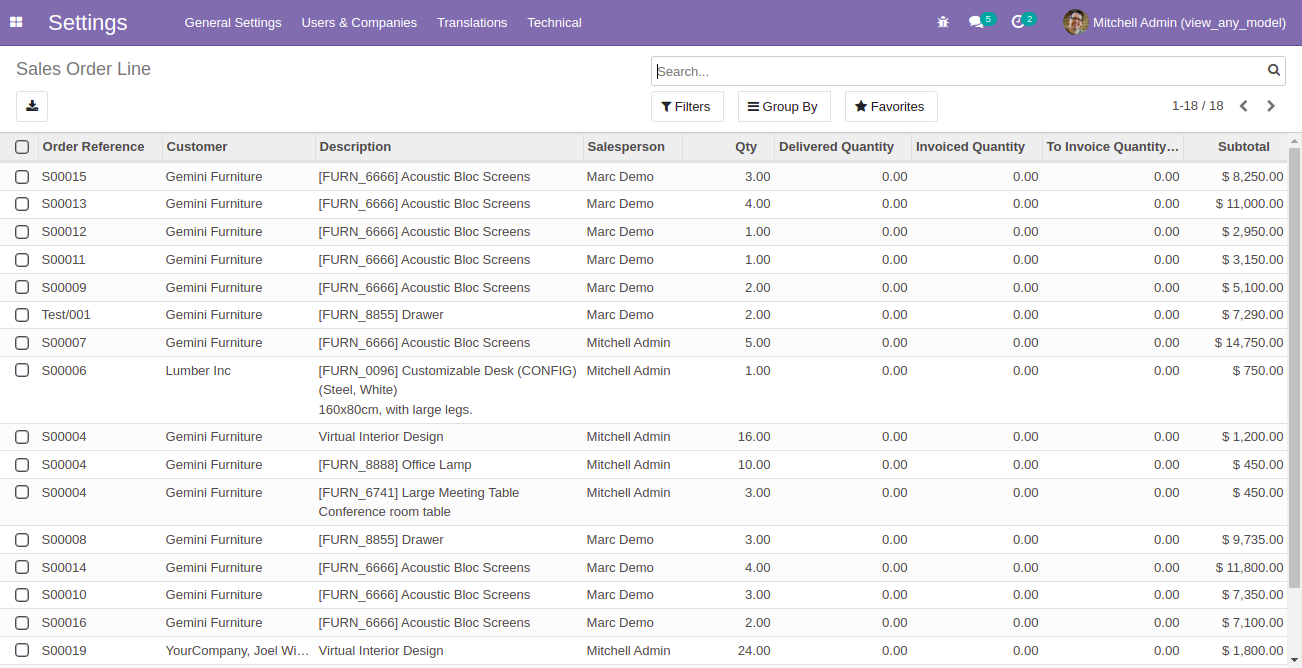 Settings General Settings Users & Companies Translations Technical 5 2 Mitchell Admin (view_any_model)
Sales Order Line Search...
Filters Group By Favorites 1-18 / 18
Order Reference Customer Description Salesperson Qty Delivered Quantity Invoiced Quantity To Invoice Quantity... Subtotal
S00015 Gemini Furniture [FURN_6666] Acoustic Bloc Screens Marc Demo 3.00 0.00 0.00 0.00 $ 8,250.00
S00013 Gemini Furniture [FURN_6666] Acoustic Bloc Screens Marc Demo 4.00 0.00 0.00 0.00 $ 11,000.00
S00012 Gemini Furniture [FURN_6666] Acoustic Bloc Screens Marc Demo 1.00 0.00 0.00 0.00 $ 2,950.00
S00011 Gemini Furniture [FURN_6666] Acoustic Bloc Screens Marc Demo 1.00 0.00 0.00 0.00 $ 3,150.00
S00009 Gemini Furniture [FURN_6666] Acoustic Bloc Screens Marc Demo 2.00 0.00 0.00 0.00 $ 5,100.00
Test/001 Gemini Furniture [FURN_8855] Drawer Marc Demo 2.00 0.00 0.00 0.00 $ 7,290.00
S00007 Gemini Furniture [FURN_6666] Acoustic Bloc Screens Mitchell Admin 5.00 0.00 0.00 0.00 $ 14,750.00
S00006 Lumber Inc [FURN_0096] Customizable Desk (CONFIG) Mitchell Admin 1.00 0.00 0.00 0.00 $ 750.00
(Steel, White)
160x80cm, with large legs.
S00004 Gemini Furniture Virtual Interior Design Mitchell Admin 16.00 0.00 0.00 0.00 $ 1,200.00
S00004 Gemini Furniture [FURN_8888] Office Lamp Mitchell Admin 10.00 0.00 0.00 0.00 $ 450.00
S00004 Gemini Furniture [FURN_6741] Large Meeting Table Mitchell Admin 3.00 0.00 0.00 0.00 $ 450.00
Conference room table
S00008 Gemini Furniture [FURN_8855] Drawer Marc Demo 3.00 0.00 0.00 0.00 $ 9,735.00
S00014 Gemini Furniture [FURN_6666] Acoustic Bloc Screens Marc Demo 4.00 0.00 0.00 0.00 $ 11,800.00
S00010 Gemini Furniture [FURN_6666] Acoustic Bloc Screens Marc Demo 3.00 0.00 0.00 0.00 $ 7,350.00
S00016 Gemini Furniture [FURN_6666] Acoustic Bloc Screens Marc Demo 2.00 0.00 0.00 0.00 $ 7,100.00
S00019 YourCompany, Joel Wi... Virtual Interior Design Mitchell Admin 24.00 0.00 0.00 0.00 $ 1,800.00